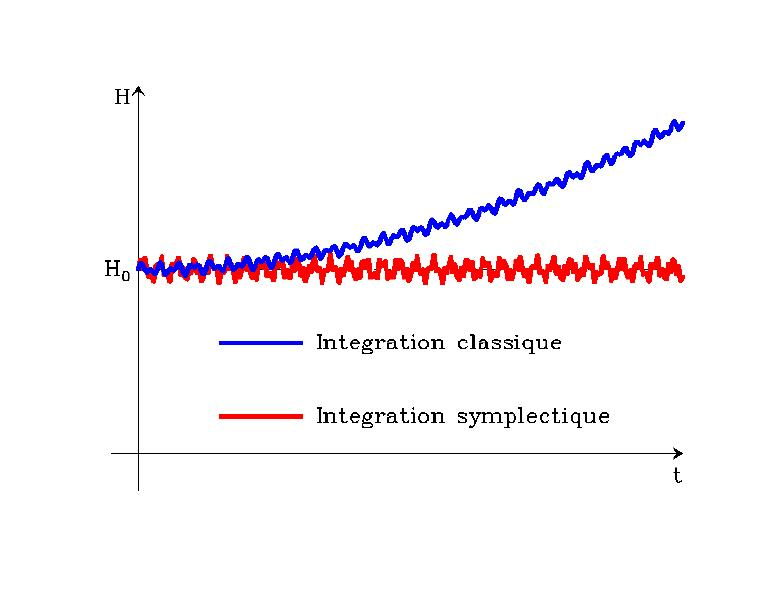 H
H₀
Integration classique
Integration symplectique
t